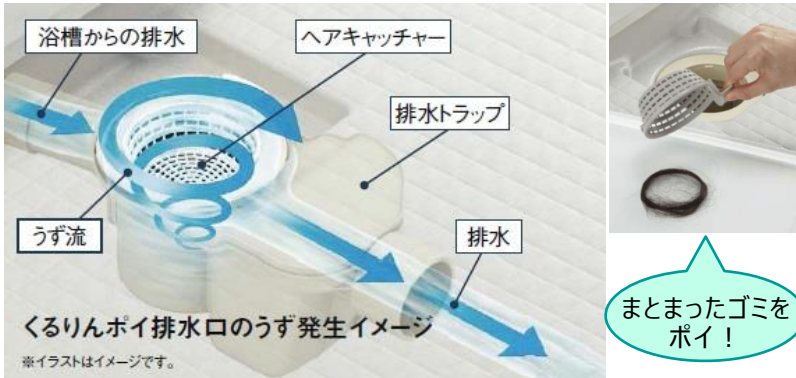 浴槽からの排水
ヘアキャッチャー
排水トラップ
うず流
排水
くるりんポイ排水口のうず発生イメージ
※イラストはイメージです。
まとまったゴミを
ポイ！